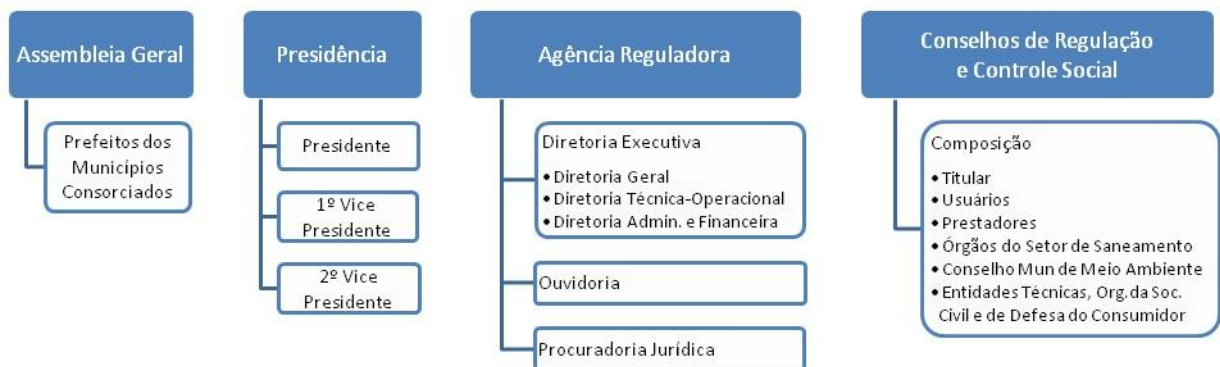 Assembleia Geral
Prefeitos dos
Municípios
Consorciados
Presidência
Presidente
1º Vice
Presidente
2º Vice
Presidente
Agência Reguladora
Diretoria Executiva
• Diretoria Geral
• Diretoria Técnica-Operacional
• Diretoria Admin. e Financeira
Ouvidoria
Procuradoria Jurídica
Conselhos de Regulação
e Controle Social
Composição
• Titular
• Usuários
• Prestadores
• Órgãos do Setor de Saneamento
• Conselho Mun de Meio Ambiente
• Entidades Técnicas, Org.da Soc.
Civil e de Defesa do Consumidor